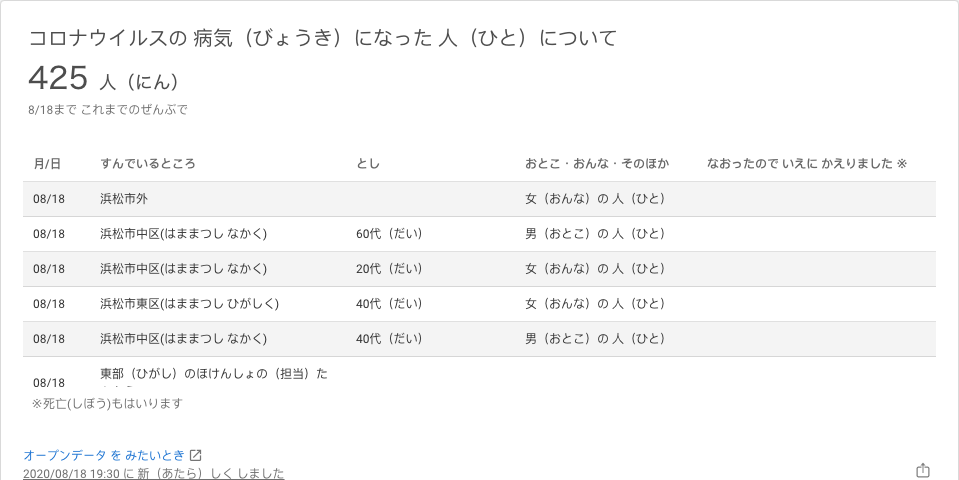 コロナウイルスの 病気（びょうき）になった 人（ひと）について
425 人（にん）
8/18まで これまでのぜんぶで
月/日 すんでいるところ とし おとこ・おんな・そのほか なおったので いえに かえりました ※
08/18 浜松市外 女（おんな）の 人（ひと）
08/18 浜松市中区(はままつし なかく) 60代（だい） 男（おとこ）の 人（ひと）
08/18 浜松市中区(はままつし なかく) 20代（だい） 女（おんな）の 人（ひと）
08/18 浜松市東区(はままつし ひがしく) 40代（だい） 女（おんな）の 人（ひと）
08/18 浜松市中区(はままつし なかく) 40代（だい） 男（おとこ）の 人（ひと）
08/18 東部（ひがし）のほけんしょの（担当）た
※死亡(しぼう)もはいります
オープンデータ を みたいとき
2020/08/18 19:30 に 新（あたら）しく しました